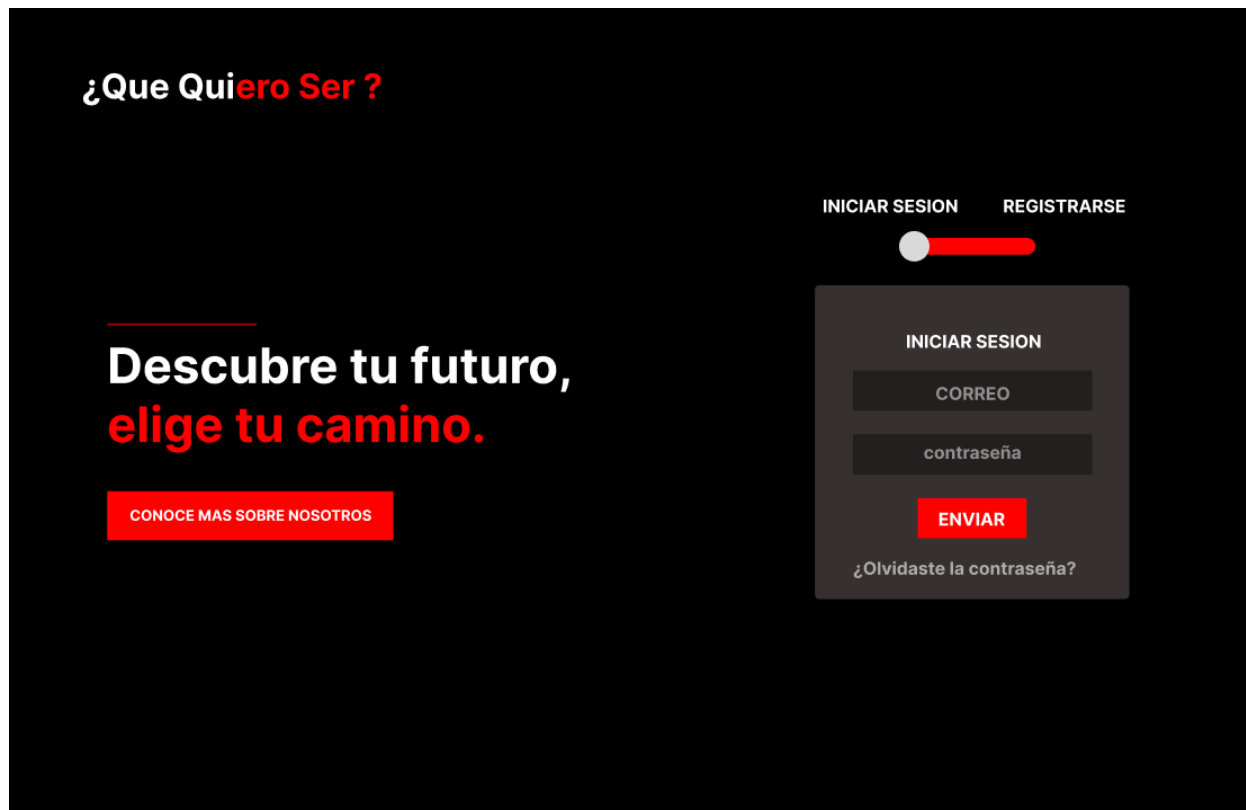 ¿Que Quiero Ser ?
INICIAR SESION
REGISTRARSE
Descubre tu futuro,
elige tu camino.
CONOCE MAS SOBRE NOSOTROS
INICIAR SESION
CORREO
contraseña
ENVIAR
¿Olvidaste la contraseña?